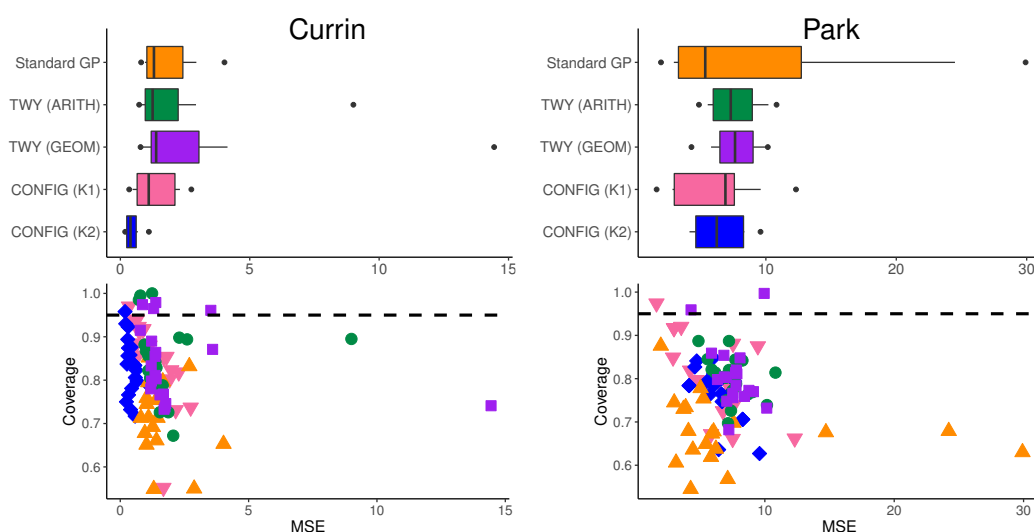 Currin
Standard GP
TWY (ARITH)
TWY (GEOM)
CONFIG (K1)
CONFIG (K2)
0 5 10 15
Park
Standard GP
TWY (ARITH)
TWY (GEOM)
CONFIG (K1)
CONFIG (K2)
10 20 30
Coverage
1.0
0.9
0.8
0.7
0.6
0 5 10 15
MSE
Coverage
1.0
0.9
0.8
0.7
0.6
10 20 30
MSE